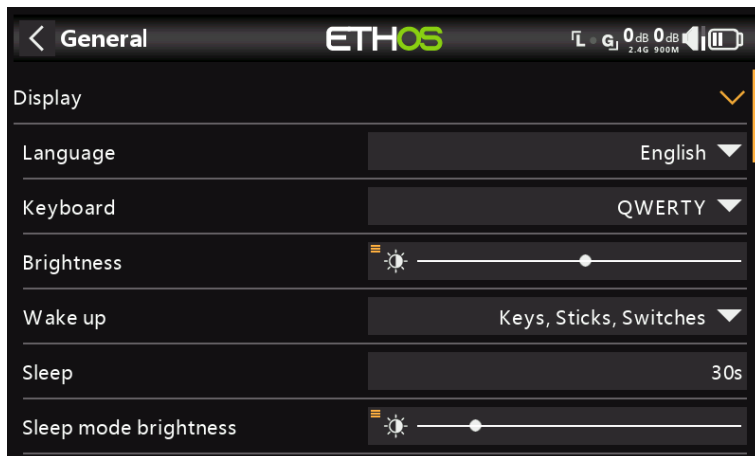 General ETHOS L G 0dB 0dB
2.4G 900M
Display
Language English
Keyboard QWERTY
Brightness
Wake up Keys, Sticks, Switches
Sleep 30s
Sleep mode brightness